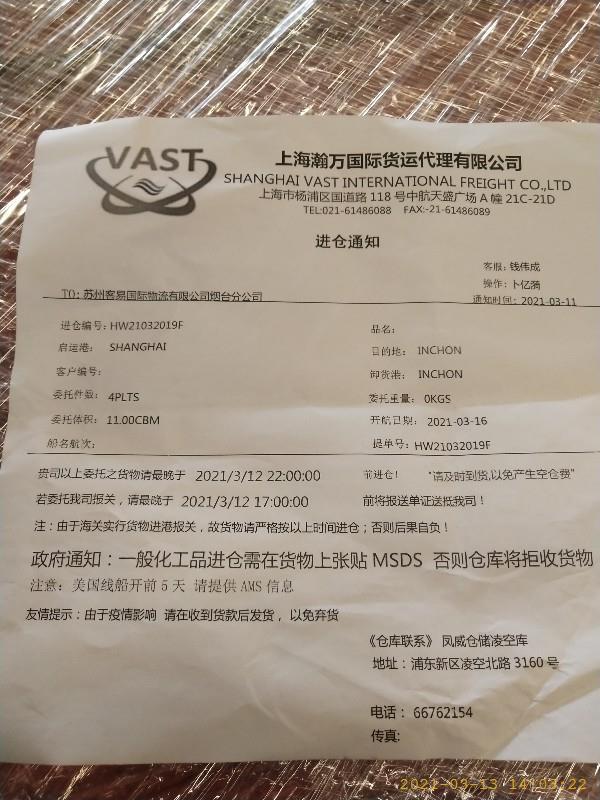 VAST
上海瀚万国际货运代理有限公司
SHANGHAI VAST INTERNATIONAL FREIGHT CO.,LTD
上海市杨浦区国道路 118 号中航天盛广场 A 幢 21C-21D
TEL:021-61486088 FAX:-21-61486089
进仓通知
客服：钱伟成
操作：卜亿漪
TO：苏州客易国际物流有限公司烟台分公司
通知时间：2021-03-11
进仓编号：HW21032019F
品名：
启运港： SHANGHAI
目的地： INCHON
客户编号：
卸货港： INCHON
委托件数： 4PLTS
委托重量： 0KGS
委托体积： 11.00CBM
开航日期： 2021-03-16
船名航次：
提单号：HW21032019F
贵司以上委托之货物请最晚于 2021/3/12 22:00:00 前进仓！ “请及时到货,以免产生空仓费”
若委托我司报关，请最晚于 2021/3/12 17:00:00 前将报送单证送抵我司！
注：由于海关实行货物进港报关，故货物请严格按以上时间进仓；否则后果自负！
政府通知：一般化工品进仓需在货物上张贴 MSDS 否则仓库将拒收货物
注意：美国线船开前 5 天 请提供 AMS 信息
友情提示：由于疫情影响 请在收到货款后发货，以免弃货
《仓库联系》 凤威仓储凌空库
地址：浦东新区凌空北路 3160 号
电话： 66762154
传真:
2021-03-13 14:03:22